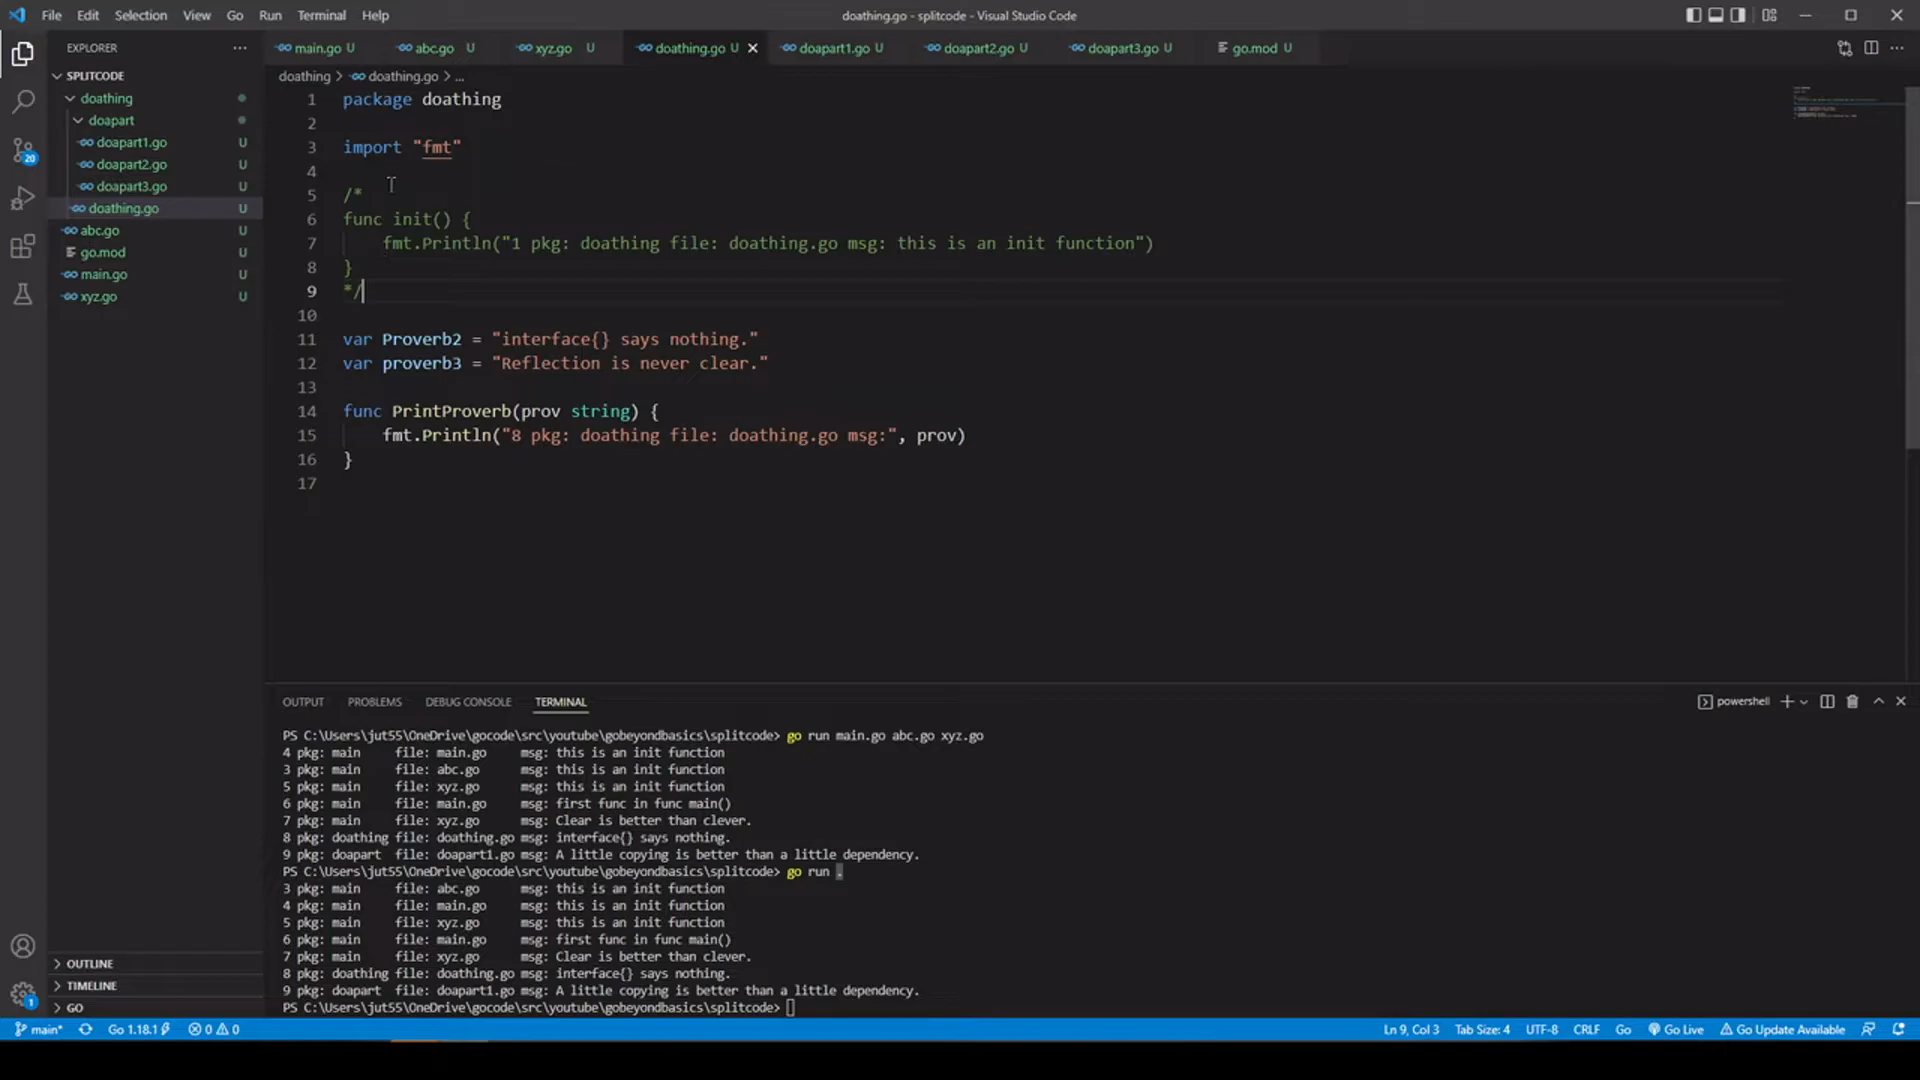 File Edit Selection View Go Run Terminal Help
doathing.go - splitcode - Visual Studio Code
EXPLORER
SPLITCODE
doathing
doapart
doapart1.go U
doapart2.go U
doapart3.go U
doathing.go U
abc.go U
go.mod U
main.go U
xyz.go U
OUTLINE
TIMELINE
GO
main.go U abc.go U xyz.go U doathing.go U doapart1.go U doapart2.go U doapart3.go U go.mod U
doathing > doathing.go > ...
1 package doathing
2
3 import "fmt"
4
5 /*
6 func init() {
7 fmt.Println("1 pkg: doathing file: doathing.go msg: this is an init function")
8 }
9 */
10
11 var Proverb2 = "interface{} says nothing."
12 var proverb3 = "Reflection is never clear."
13
14 func PrintProverb(prov string) {
15 fmt.Println("8 pkg: doathing file: doathing.go msg:", prov)
16 }
17
OUTPUT PROBLEMS DEBUG CONSOLE TERMINAL
powershell
PS C:\Users\jut55\OneDrive\gocode\src\youtube\gobeyondbasics\splitcode> go run main.go abc.go xyz.go
4 pkg: main file: main.go msg: this is an init function
3 pkg: main file: abc.go msg: this is an init function
5 pkg: main file: xyz.go msg: this is an init function
6 pkg: main file: main.go msg: first func in func main()
7 pkg: main file: xyz.go msg: Clear is better than clever.
8 pkg: doathing file: doathing.go msg: interface{} says nothing.
9 pkg: doapart file: doapart1.go msg: A little copying is better than a little dependency.
PS C:\Users\jut55\OneDrive\gocode\src\youtube\gobeyondbasics\splitcode> go run .
3 pkg: main file: abc.go msg: this is an init function
4 pkg: main file: main.go msg: this is an init function
5 pkg: main file: xyz.go msg: this is an init function
6 pkg: main file: main.go msg: first func in func main()
7 pkg: main file: xyz.go msg: Clear is better than clever.
8 pkg: doathing file: doathing.go msg: interface{} says nothing.
9 pkg: doapart file: doapart1.go msg: A little copying is better than a little dependency.
PS C:\Users\jut55\OneDrive\gocode\src\youtube\gobeyondbasics\splitcode>
20
1
main* Go 1.18.1 0 0 Ln 9, Col 3 Tab Size: 4 UTF-8 CRLF Go Go Live Go Update Available